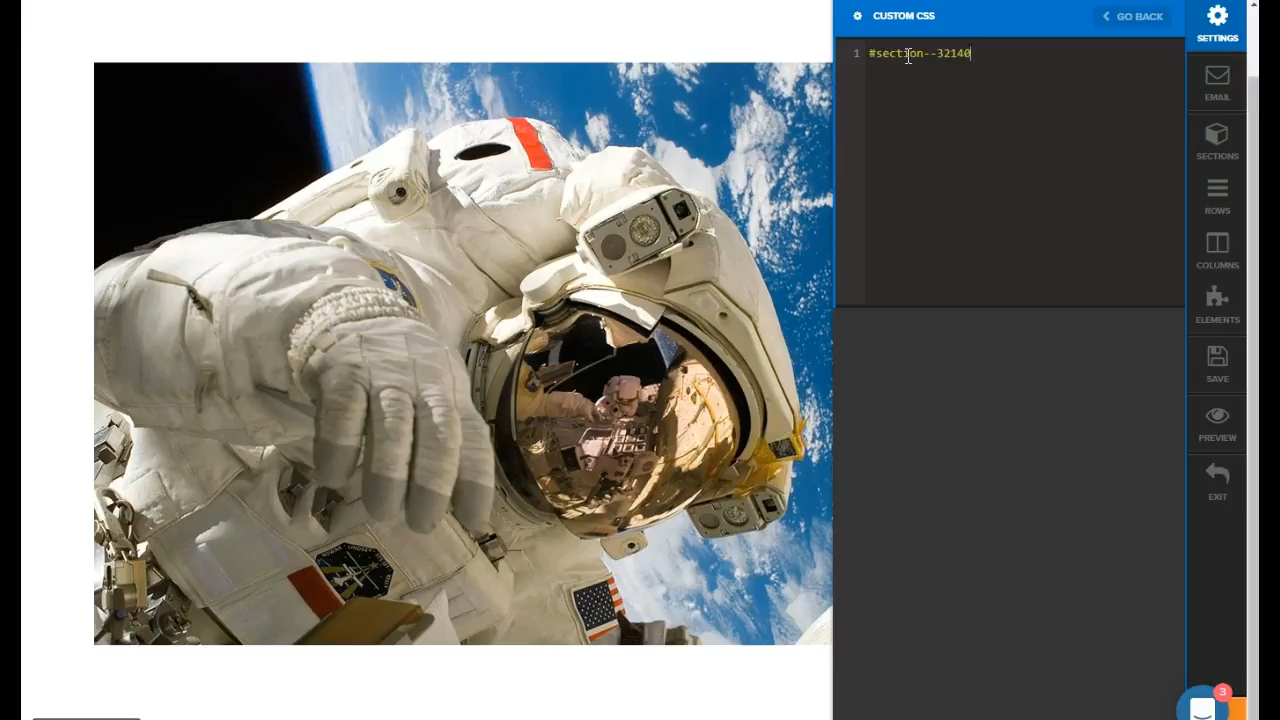 CUSTOM CSS
GO BACK
1 #section--32140
SETTINGS
EMAIL
SECTIONS
ROWS
COLUMNS
ELEMENTS
SAVE
PREVIEW
EXIT
3